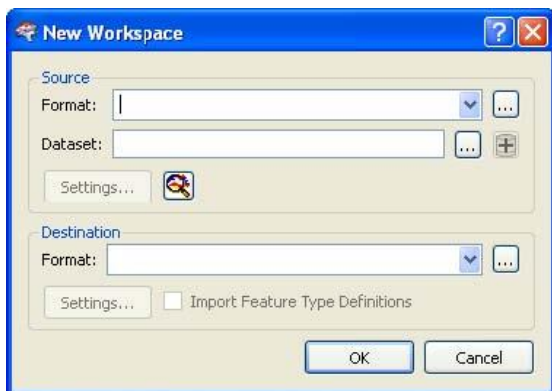 New Workspace
Source
Format:
Dataset:
Settings...
Destination
Format:
Settings... Import Feature Type Definitions
OK Cancel